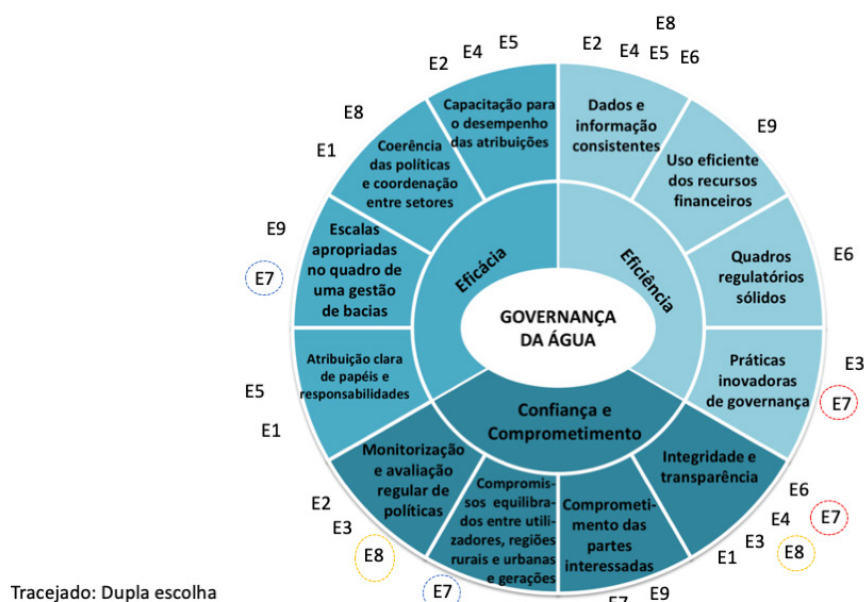 E8
E2 E4 E5 E6
E2 E4 E5
Capacitação para
o desempenho
das atribuições
Dados e
informação
consistentes
E8
E1
Coerência
das políticas
e coordenação
entre setores
E9
Uso eficiente
dos recursos
financeiros
E9
E7
Escalas
apropriadas
no quadro de
uma gestão
de bacias
Eficácia
Eficiência
Quadros
regulatórios
sólidos
E6
GOVERNANÇA
DA ÁGUA
E5
E1
Atribuição clara
de papéis e
responsabilidades
Práticas
inovadoras
de governança
E3
E7
Confiança e
Comprometimento
Monitorização
e avaliação
regular de
políticas
E2
E3
E8
Compromis-
sos equilibra-
dos entre utili-
zadores, regiões
rurais e urbanas
e gerações
E7
Comprometi-
mento das
partes
interessadas
E7 E9
Integridade e
transparência
E6
E7
E4
E3
E8
E1
Tracejado: Dupla escolha